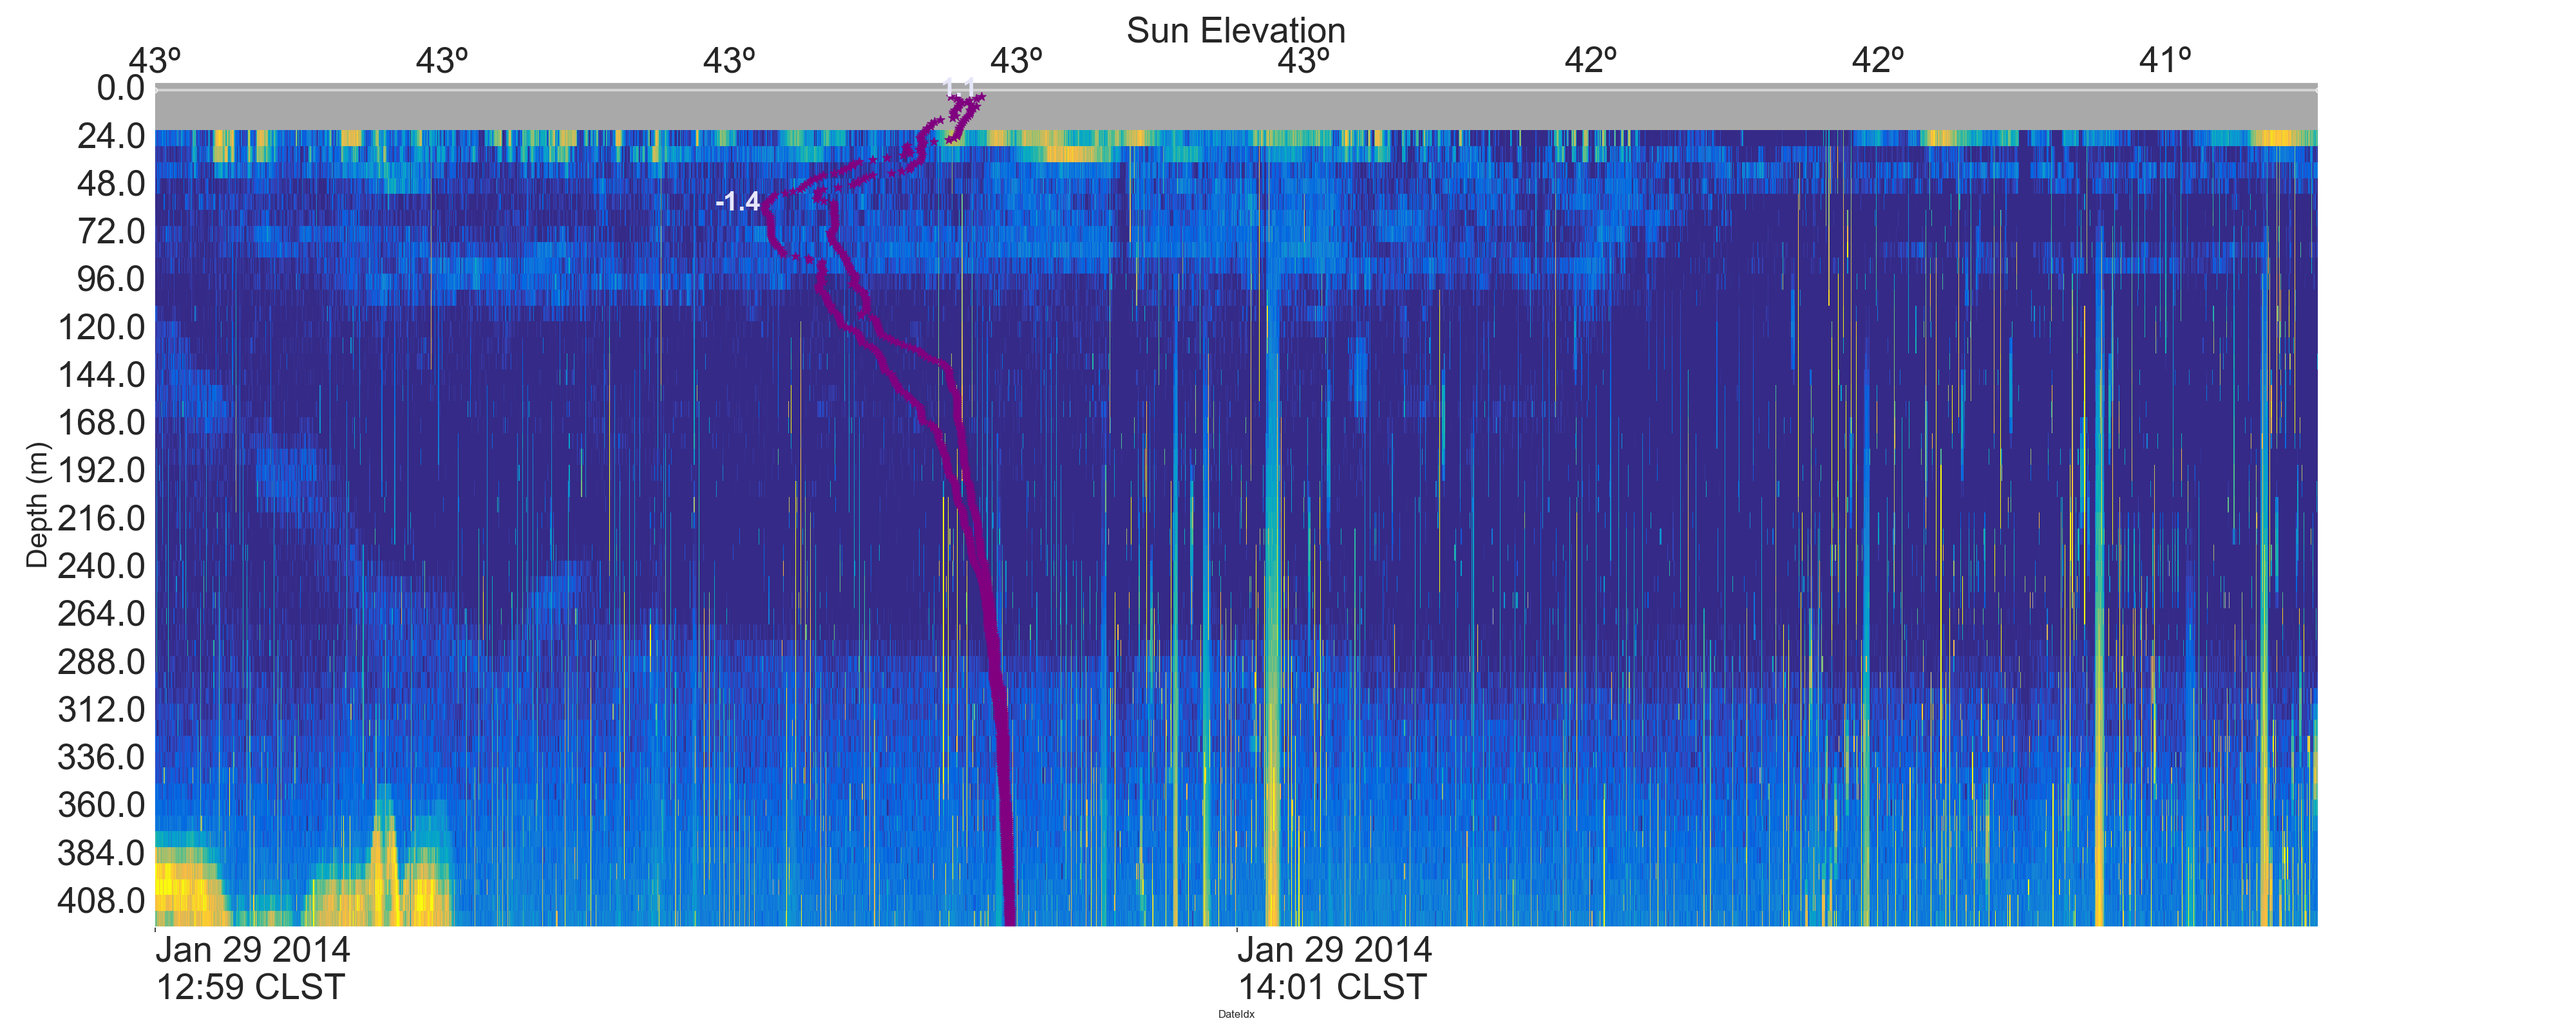 Sun Elevation
43º 43º 43º 43º 43º 42º 42º 41º
1.1
0.0
24.0
48.0
-1.4
72.0
96.0
120.0
144.0
168.0
192.0
216.0
240.0
264.0
288.0
312.0
336.0
360.0
384.0
408.0
Depth (m)
Jan 29 2014
12:59 CLST
Jan 29 2014
14:01 CLST
DateIdx